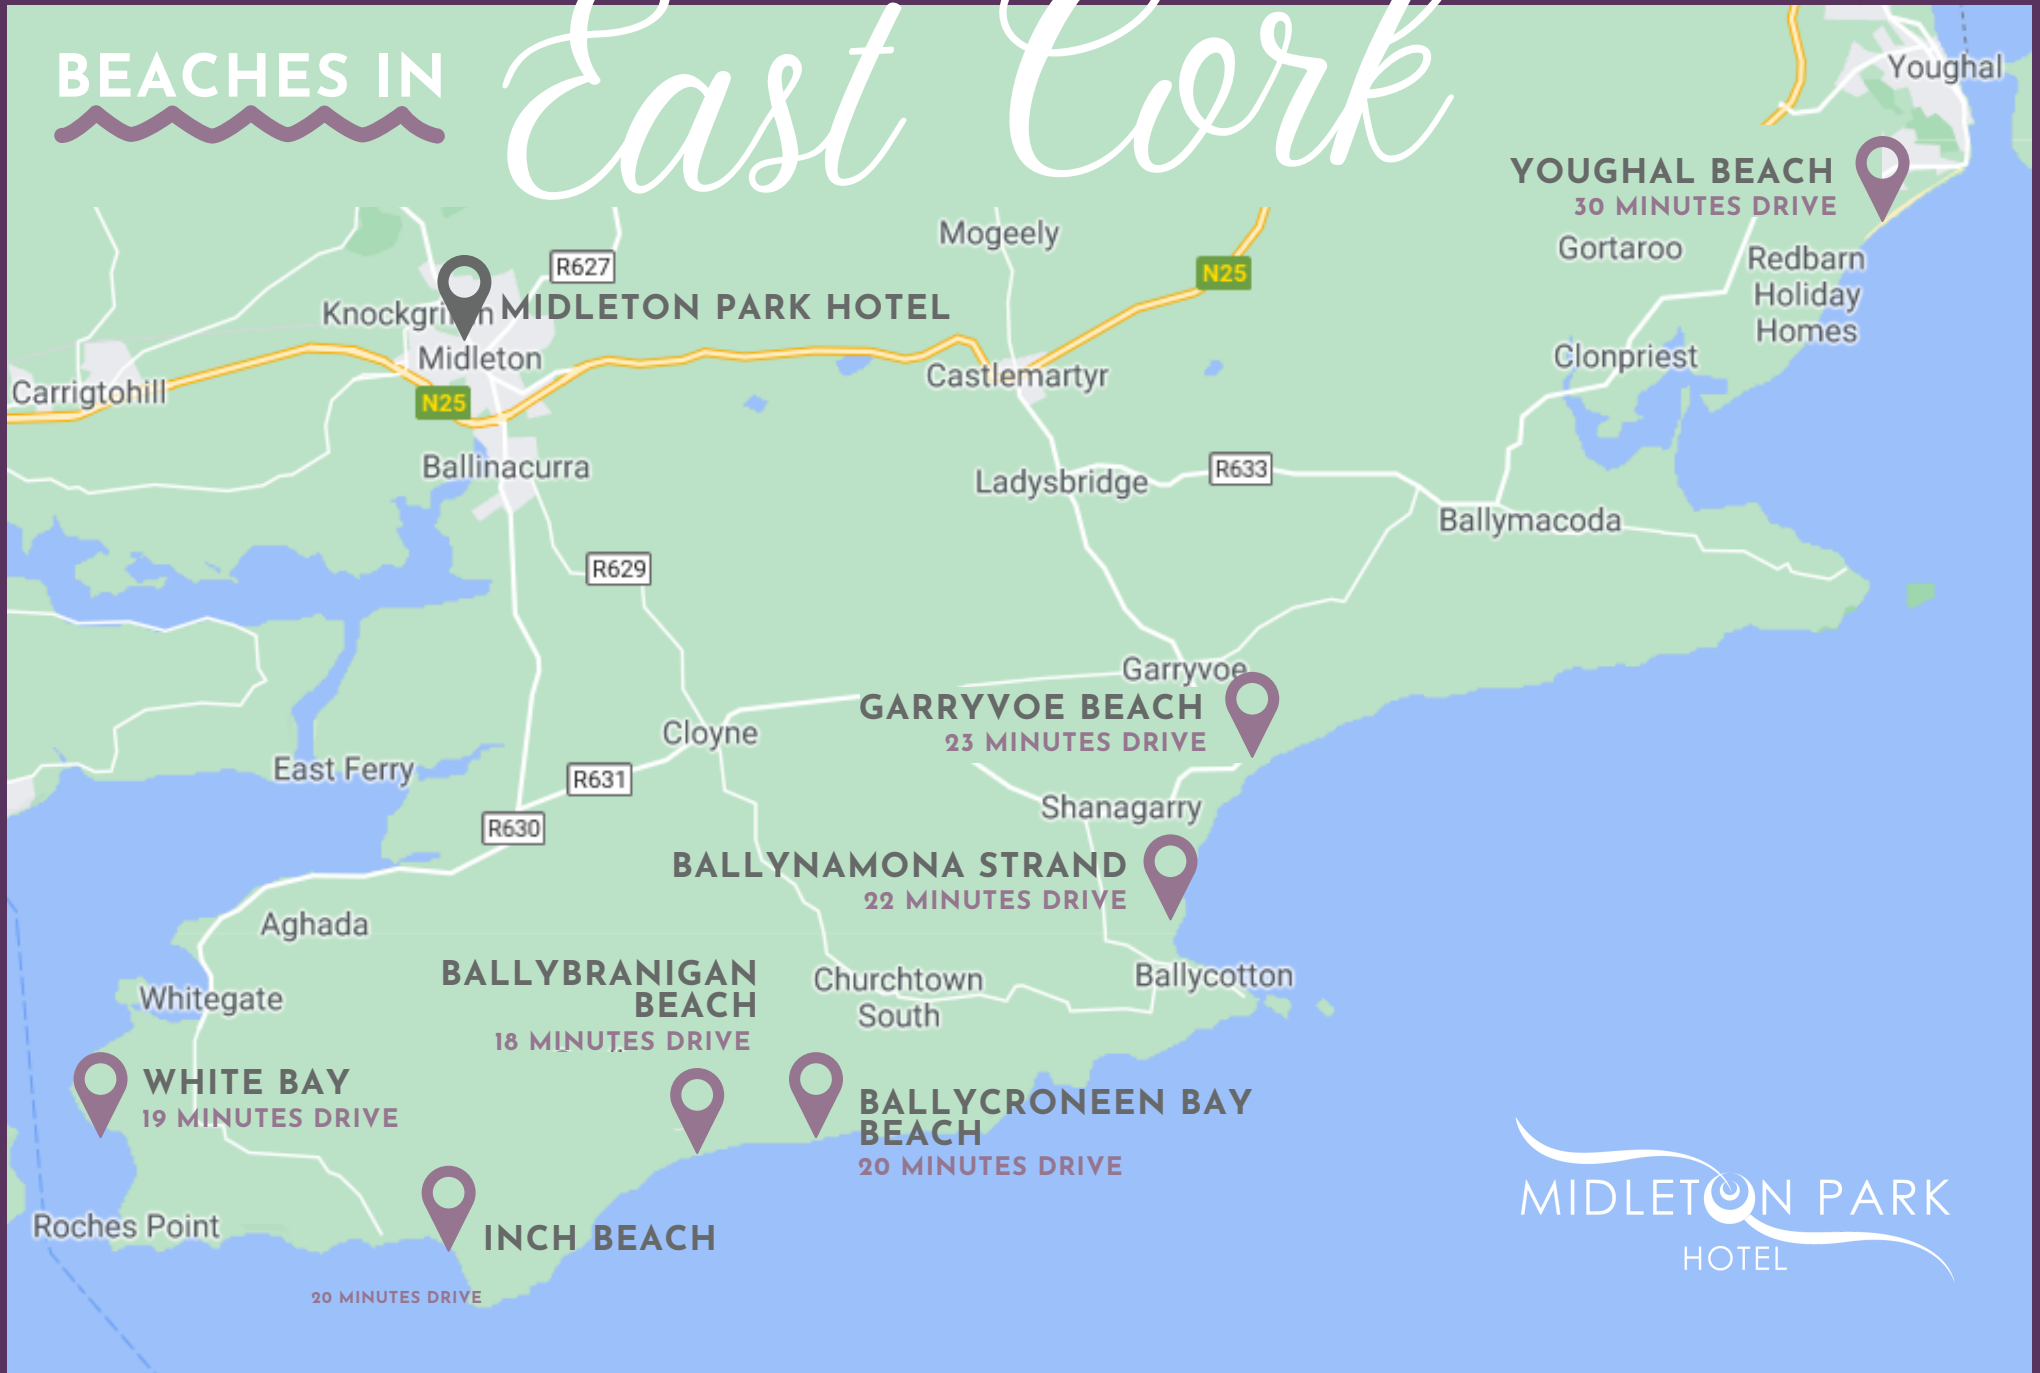 BEACHES IN East Cork
Youghal
YOUGHAL BEACH
30 MINUTES DRIVE
Mogeely
Gortaroo
Redbarn
Holiday
Homes
R627
N25
MIDLETON PARK HOTEL
Midleton
Clonpriest
Castlemartyr
Carrigtohill
N25
Ballinacurra
Ladysbridge
R633
Ballymacoda
R629
Garryvoe
GARRYVOE BEACH
23 MINUTES DRIVE
Cloyne
East Ferry
R631
Shanagarry
R630
BALLYNAMONA STRAND
22 MINUTES DRIVE
Aghada
BALLYBRANIGAN
BEACH
18 MINUTES DRIVE
Churchtown
South
Ballycotton
Whitegate
WHITE BAY
19 MINUTES DRIVE
BALLYCRONEEN BAY
BEACH
20 MINUTES DRIVE
Roches Point
INCH BEACH
20 MINUTES DRIVE
MIDLETON PARK
HOTEL